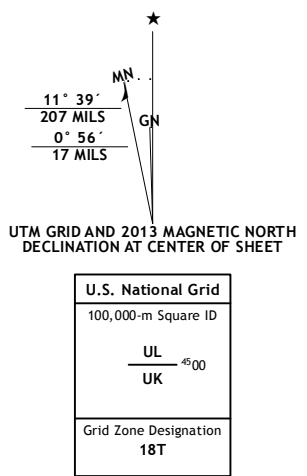 ★
MN
11° 39´
207 MILS
GN
0° 56´
17 MILS
UTM GRID AND 2013 MAGNETIC NORTH
DECLINATION AT CENTER OF SHEET
U.S. National Grid
100,000-m Square ID
UL
4500
UK
Grid Zone Designation
18T